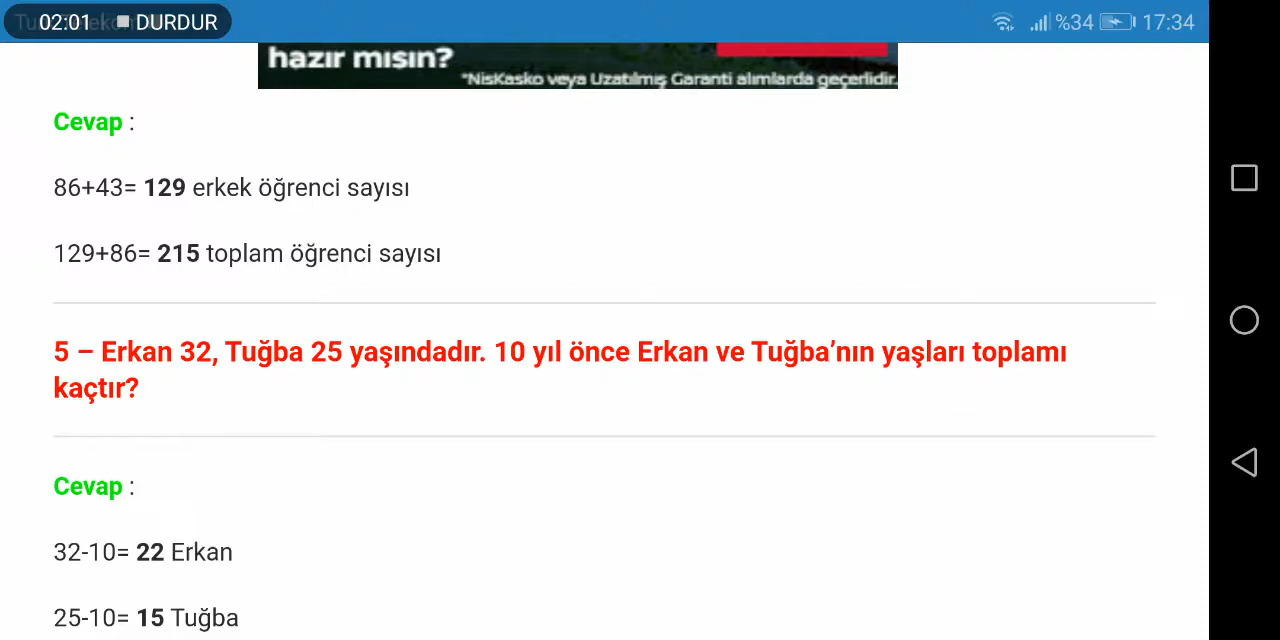 02:01 DURDUR %34 17:34
hazır mısın?
*NisKasko veya Uzatılmış Garanti alımlarda geçerlidir.
Cevap :
86+43= 129 erkek öğrenci sayısı
129+86= 215 toplam öğrenci sayısı
5 – Erkan 32, Tuğba 25 yaşındadır. 10 yıl önce Erkan ve Tuğba’nın yaşları toplamı
kaçtır?
Cevap :
32-10= 22 Erkan
25-10= 15 Tuğba